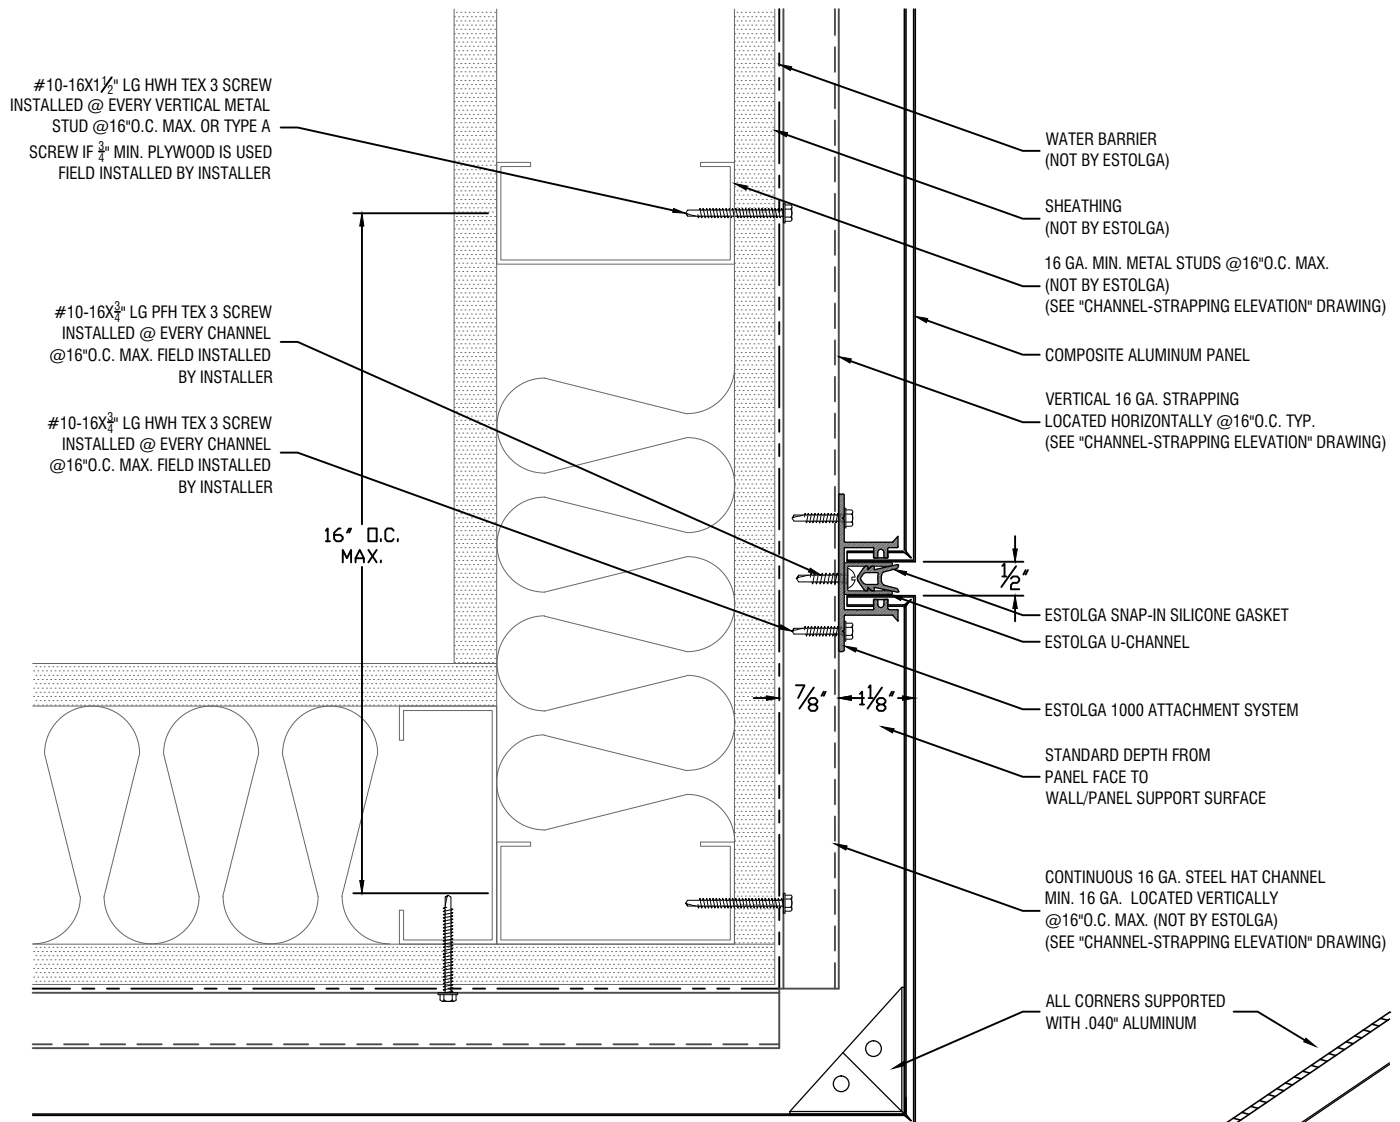 #10-16X1 1/2" LG HWH TEX 3 SCREW
INSTALLED @ EVERY VERTICAL METAL
STUD @16"O.C. MAX. OR TYPE A
SCREW IF 3/4" MIN. PLYWOOD IS USED
FIELD INSTALLED BY INSTALLER
#10-16X3/4" LG PFH TEX 3 SCREW
INSTALLED @ EVERY CHANNEL
@16"O.C. MAX. FIELD INSTALLED
BY INSTALLER
#10-16X3/4" LG HWH TEX 3 SCREW
INSTALLED @ EVERY CHANNEL
@16"O.C. MAX. FIELD INSTALLED
BY INSTALLER
16" O.C.
MAX.
7/8"
1 1/8"
1/2"
WATER BARRIER
(NOT BY ESTOLGA)
SHEATHING
(NOT BY ESTOLGA)
16 GA. MIN. METAL STUDS @16"O.C. MAX.
(NOT BY ESTOLGA)
(SEE "CHANNEL-STRAPPING ELEVATION" DRAWING)
COMPOSITE ALUMINUM PANEL
VERTICAL 16 GA. STRAPPING
LOCATED HORIZONTALLY @16"O.C. TYP.
(SEE "CHANNEL-STRAPPING ELEVATION" DRAWING)
ESTOLGA SNAP-IN SILICONE GASKET
ESTOLGA U-CHANNEL
ESTOLGA 1000 ATTACHMENT SYSTEM
STANDARD DEPTH FROM
PANEL FACE TO
WALL/PANEL SUPPORT SURFACE
CONTINUOUS 16 GA. STEEL HAT CHANNEL
MIN. 16 GA. LOCATED VERTICALLY
@16"O.C. MAX. (NOT BY ESTOLGA)
(SEE "CHANNEL-STRAPPING ELEVATION" DRAWING)
ALL CORNERS SUPPORTED
WITH .040" ALUMINUM